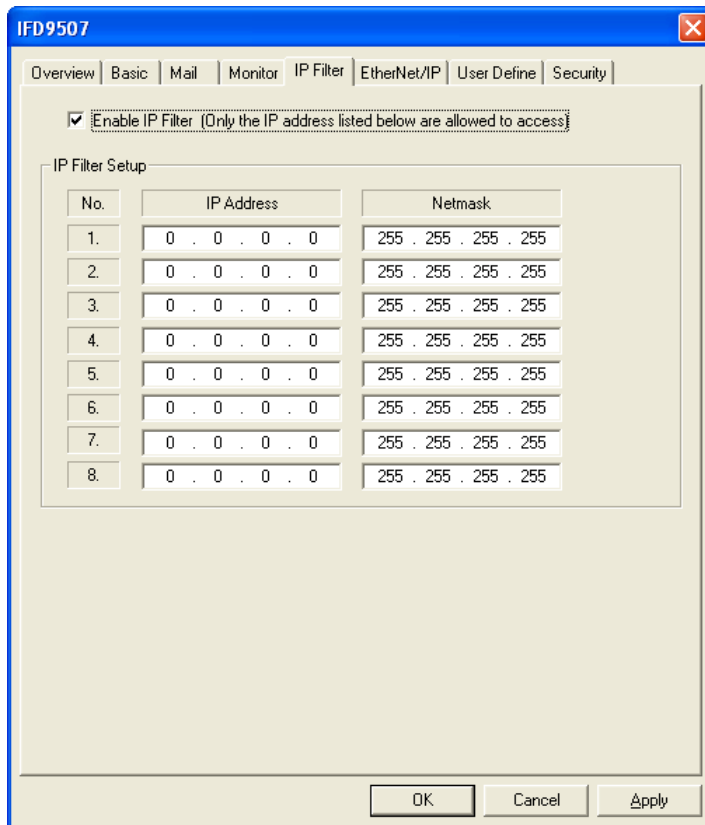 IFD9507
Overview Basic Mail Monitor IP Filter EtherNet/IP User Define Security
Enable IP Filter (Only the IP address listed below are allowed to access)
IP Filter Setup
No. IP Address Netmask
1. 0 . 0 . 0 . 0 255 . 255 . 255 . 255
2. 0 . 0 . 0 . 0 255 . 255 . 255 . 255
3. 0 . 0 . 0 . 0 255 . 255 . 255 . 255
4. 0 . 0 . 0 . 0 255 . 255 . 255 . 255
5. 0 . 0 . 0 . 0 255 . 255 . 255 . 255
6. 0 . 0 . 0 . 0 255 . 255 . 255 . 255
7. 0 . 0 . 0 . 0 255 . 255 . 255 . 255
8. 0 . 0 . 0 . 0 255 . 255 . 255 . 255
OK Cancel Apply